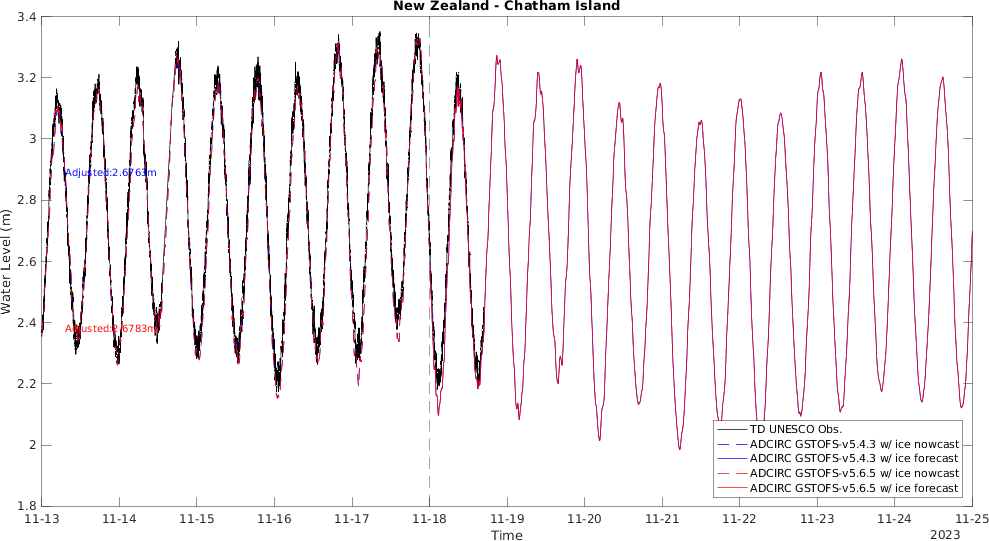 New Zealand - Chatham Island
3.4
3.2
3
2.8
2.6
2.4
2.2
2
1.8
Water Level (m)
Adjusted:2.6763m
Adjusted:2.6783m
TD UNESCO Obs.
ADCIRC GSTOFS-v5.4.3 w/ ice nowcast
ADCIRC GSTOFS-v5.4.3 w/ ice forecast
ADCIRC GSTOFS-v5.6.5 w/ ice nowcast
ADCIRC GSTOFS-v5.6.5 w/ ice forecast
11-13 11-14 11-15 11-16 11-17 11-18 11-19 11-20 11-21 11-22 11-23 11-24 11-25
Time
2023